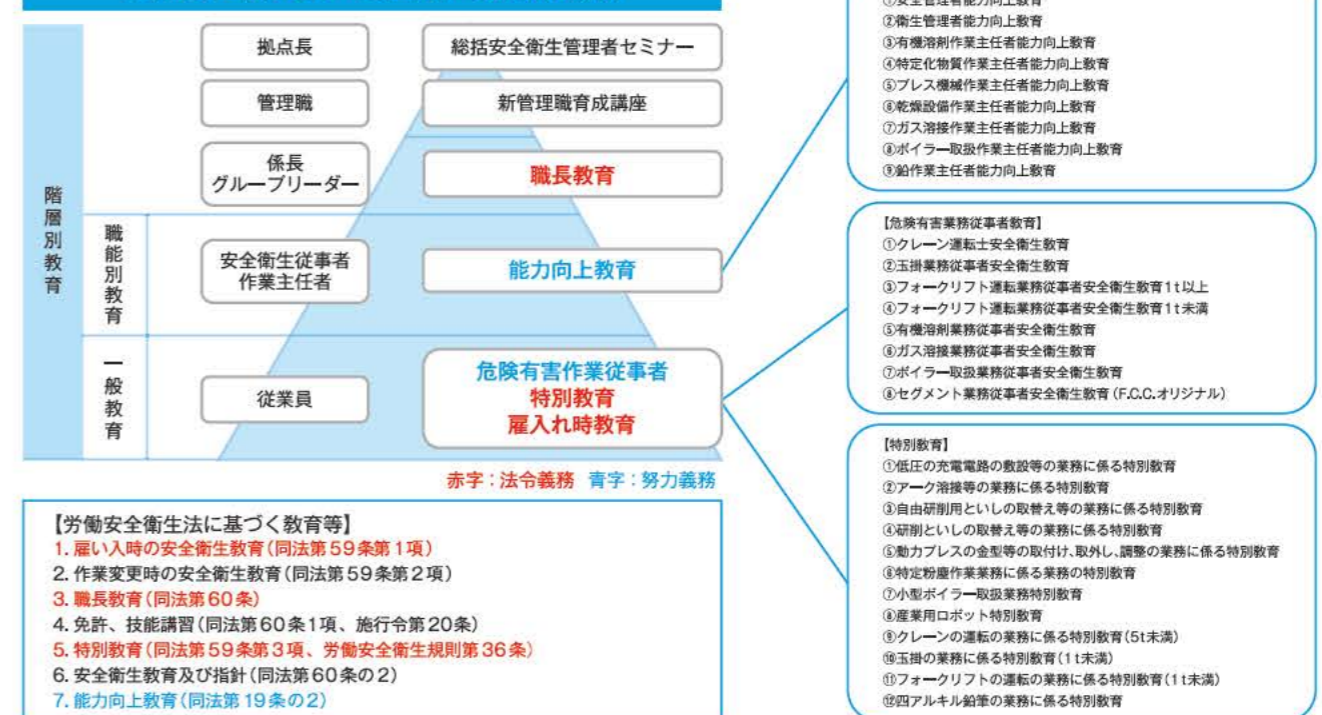 階層別教育
職能別教育
一般教育
拠点長
総括安全衛生管理者セミナー
管理職
新管理職育成講座
係長
グループリーダー
職長教育
安全衛生従事者
作業主任者
能力向上教育
従業員
危険有害作業従事者
特別教育
雇入れ時教育
赤字：法令義務 青字：努力義務
【労働安全衛生法に基づく教育等】
1. 雇い入時の安全衛生教育（同法第59条第1項）
2. 作業変更時の安全衛生教育（同法第59条第2項）
3. 職長教育（同法第60条）
4. 免許、技能講習（同法第60条1項、施行令第20条）
5. 特別教育（同法第59条第3項、労働安全衛生規則第36条）
6. 安全衛生教育及び指針（同法第60条の2）
7. 能力向上教育（同法第19条の2）
①安全管理者能力向上教育
②衛生管理者能力向上教育
③有機溶剤作業主任者能力向上教育
④特定化物質作業主任者能力向上教育
⑤プレス機械作業主任者能力向上教育
⑥乾燥設備作業主任者能力向上教育
⑦ガス溶接作業主任者能力向上教育
⑧ボイラー取扱作業主任者能力向上教育
⑨鉛作業主任者能力向上教育
【危険有害業務従事者教育】
①クレーン運転士安全衛生教育
②玉掛業務従事者安全衛生教育
③フォークリフト運転業務従事者安全衛生教育1t以上
④フォークリフト運転業務従事者安全衛生教育1t未満
⑤有機溶剤業務従事者安全衛生教育
⑥ガス溶接業務従事者安全衛生教育
⑦ボイラー取扱業務従事者安全衛生教育
⑧セグメント業務従事者安全衛生教育（F.C.C.オリジナル）
【特別教育】
①低圧の充電電路の敷設等の業務に係る特別教育
②アーク溶接等の業務に係る特別教育
③自由研削用といしの取替え等の業務に係る特別教育
④研削といしの取替え等の業務に係る特別教育
⑤動力プレスの金型等の取付け、取外し、調整の業務に係る特別教育
⑥特定粉塵作業業務に係る業務の特別教育
⑦小型ボイラー取扱業務特別教育
⑧産業用ロボット特別教育
⑨クレーンの運転の業務に係る特別教育（5t未満）
⑩玉掛の業務に係る特別教育（1t未満）
⑪フォークリフトの運転の業務に係る特別教育（1t未満）
⑫四アルキル鉛筆の業務に係る特別教育